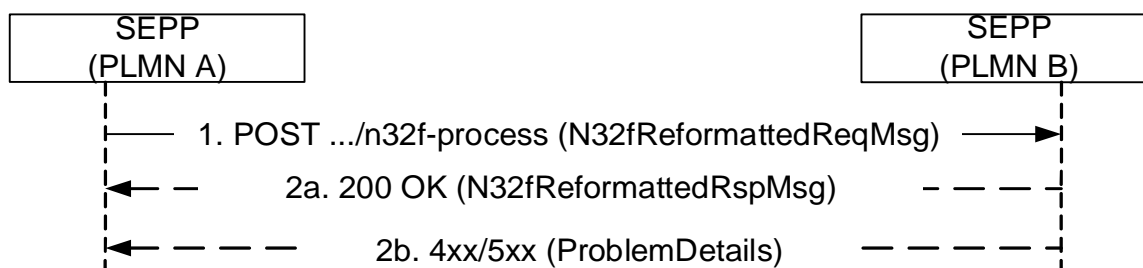 SEPP
(PLMN A)
SEPP
(PLMN B)
1. POST .../n32f-process (N32fReformattedReqMsg)
2a. 200 OK (N32fReformattedRspMsg)
2b. 4xx/5xx (ProblemDetails)